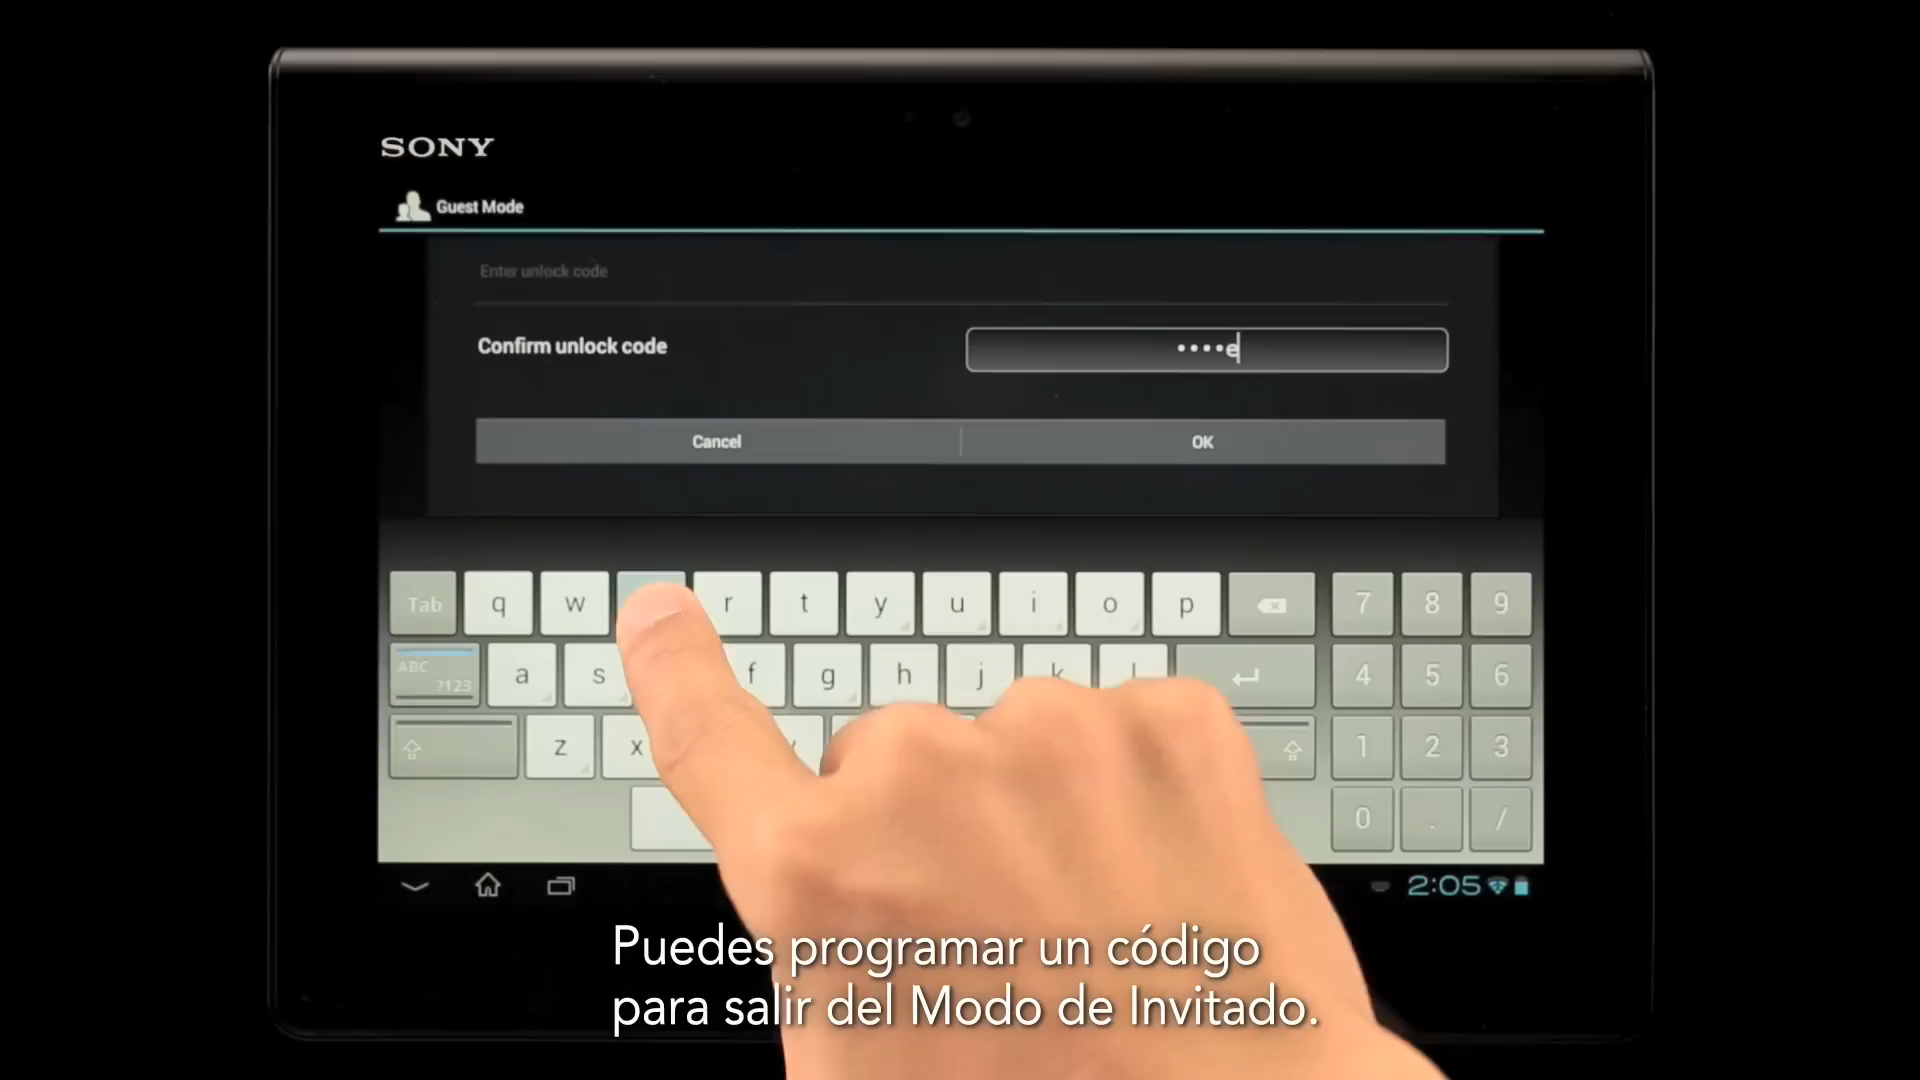 SONY
Guest Mode
Enter unlock code
Confirm unlock code
••••e
Cancel
OK
Tab q w r t y u i o p 7 8 9
ABC ?123 a s f g h j k l 4 5 6
z x 1 2 3
0 . /
2:05
Puedes programar un código
para salir del Modo de Invitado.